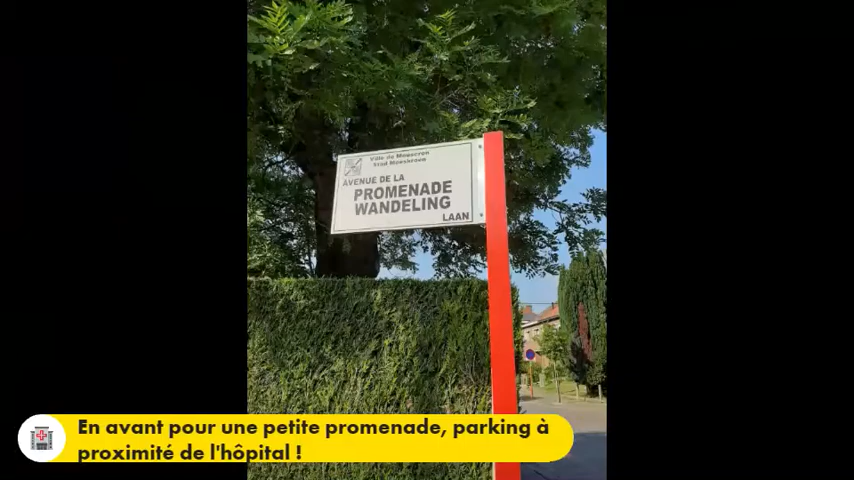 Ville de Mouscron
Stad Moeskroen
AVENUE DE LA
PROMENADE
WANDELING
LAAN
En avant pour une petite promenade, parking à
proximité de l'hôpital !